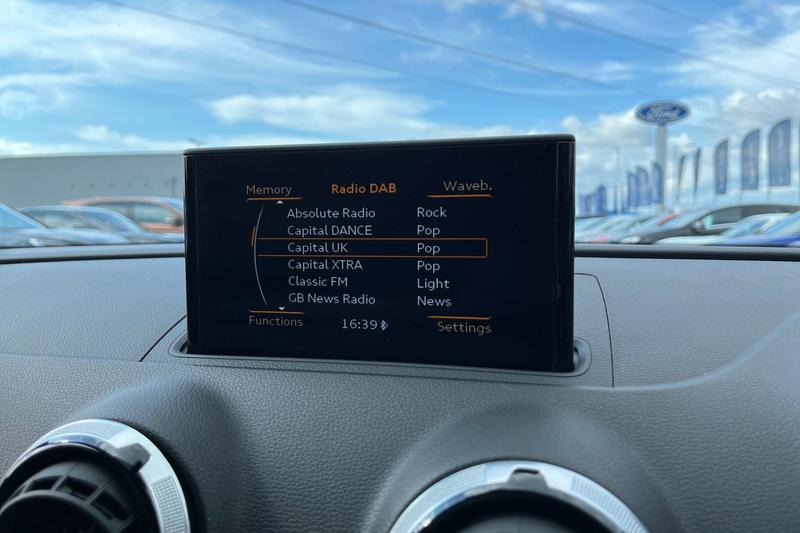 Ford
Memory Radio DAB Waveb.
Absolute Radio Rock
Capital DANCE Pop
Capital UK Pop
Capital XTRA Pop
Classic FM Light
GB News Radio News
Functions 16:39 Settings